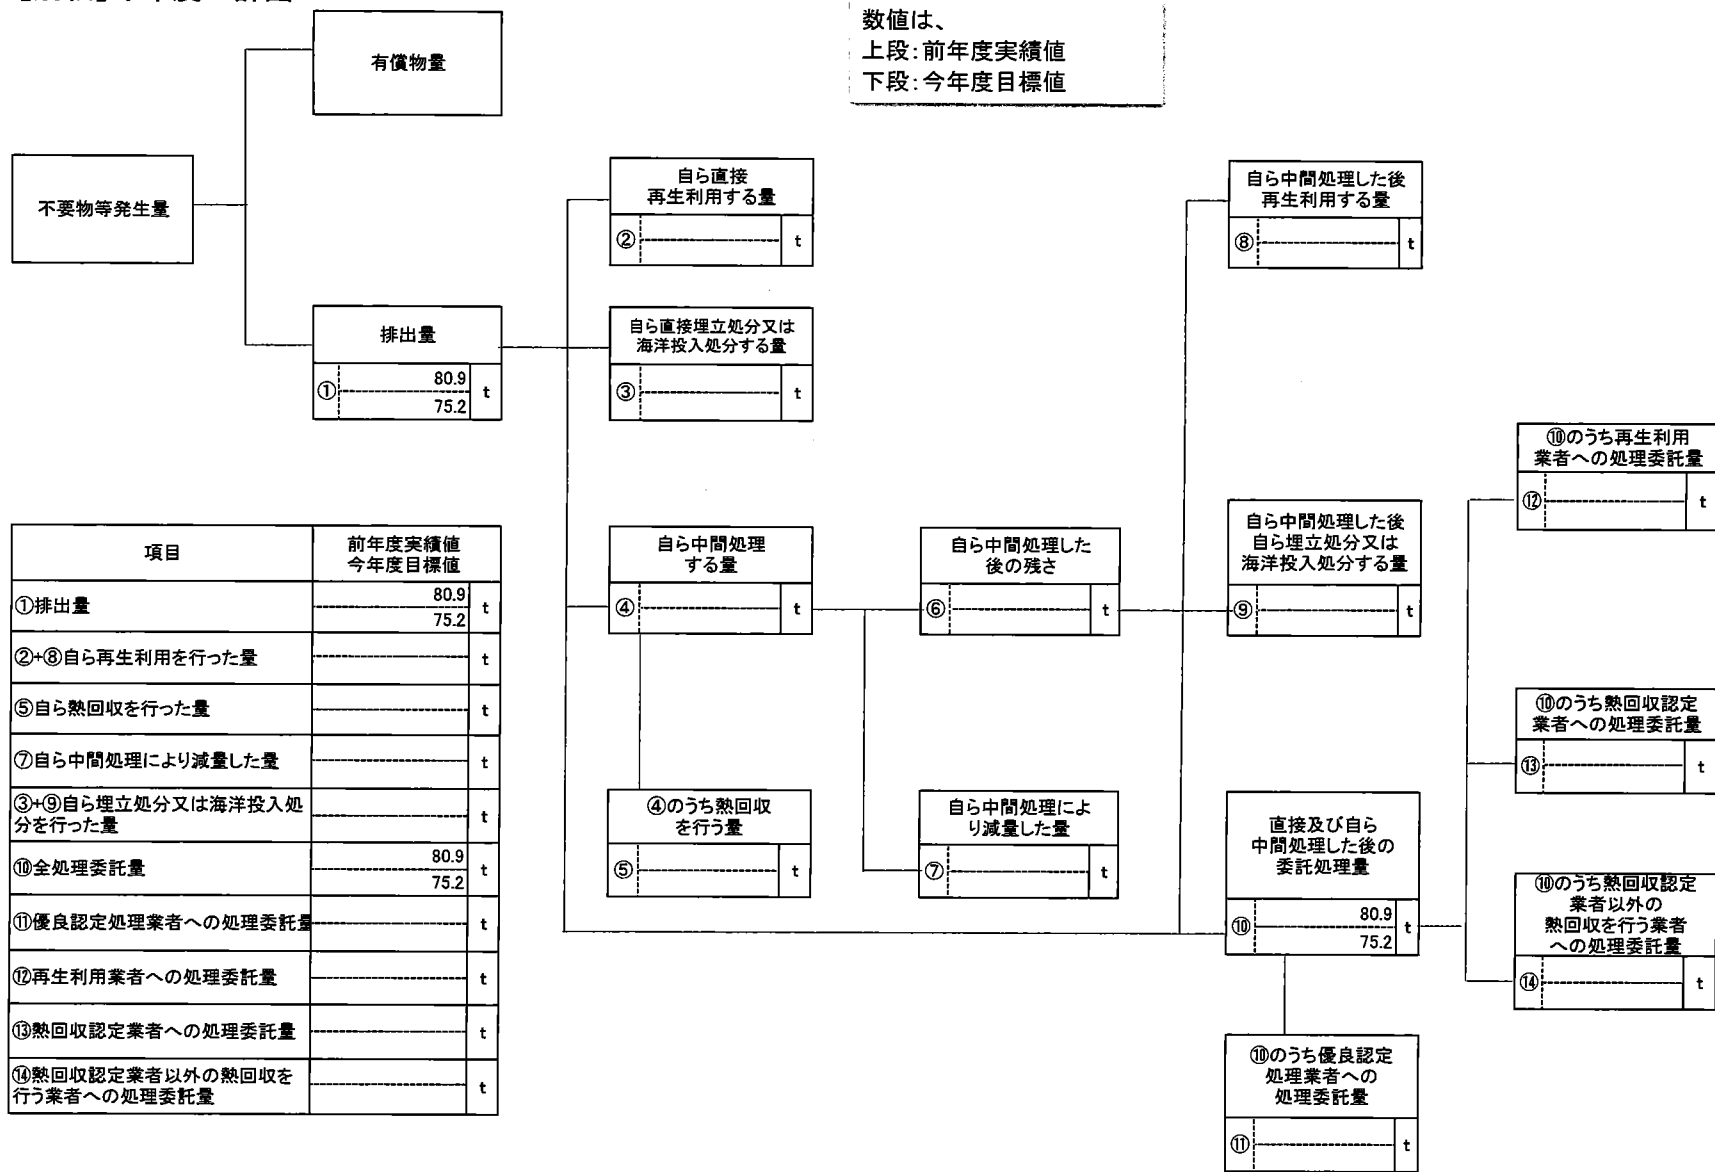 数値は、
上段:前年度実績値
下段:今年度目標値
有償物量
不要物等発生量
排出量
① 80.9 t
75.2
自ら直接
再生利用する量
② t
自ら直接埋立処分又は
海洋投入処分する量
③ t
自ら中間処理
する量
④ t
④のうち熱回収
を行う量
⑤ t
自ら中間処理した
後の残さ
⑥ t
自ら中間処理によ
り減量した量
⑦ t
自ら中間処理した後
再生利用する量
⑧ t
自ら中間処理した後
自ら埋立処分又は
海洋投入処分する量
⑨ t
直接及び自ら
中間処理した後の
委託処理量
⑩ 80.9 t
75.2
⑩のうち優良認定
処理業者への
処理委託量
⑪ t
⑩のうち再生利用
業者への処理委託量
⑫ t
⑩のうち熱回収認定
業者への処理委託量
⑬ t
⑩のうち熱回収認定
業者以外の
熱回収を行う業者
への処理委託量
⑭ t
項目 前年度実績値
今年度目標値
①排出量 80.9 t
75.2
②+⑧自ら再生利用を行った量 t
⑤自ら熱回収を行った量 t
⑦自ら中間処理により減量した量 t
③+⑨自ら埋立処分又は海洋投入処
分を行った量 t
⑩全処理委託量 80.9 t
75.2
⑪優良認定処理業者への処理委託量 t
⑫再生利用業者への処理委託量 t
⑬熱回収認定業者への処理委託量 t
⑭熱回収認定業者以外の熱回収を
行う業者への処理委託量 t